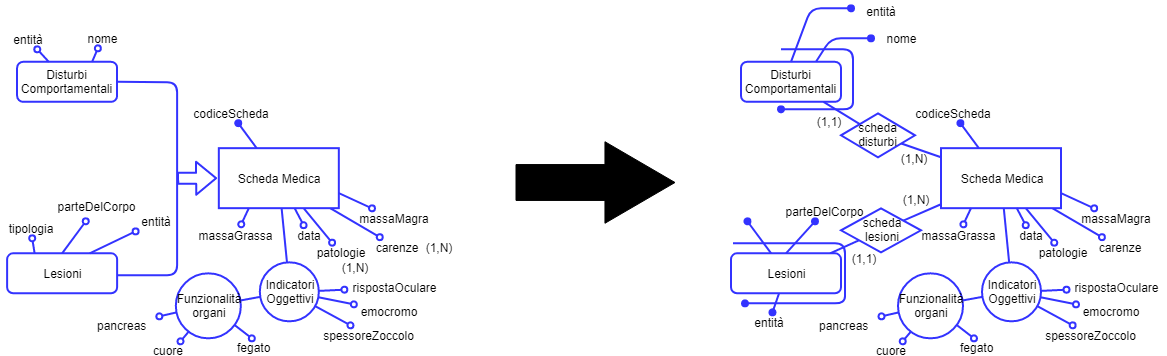 entità
nome
Disturbi
Comportamentali
codiceScheda
Scheda Medica
parteDelCorpo
tipologia
entità
Lesioni
massaMagra
massaGrassa
data
carenze
(1,N)
patologie
(1,N)
Indicatori
Oggettivi
rispostaOculare
emocromo
spessoreZoccolo
Funzionalità
organi
pancreas
cuore
fegato
entità
nome
Disturbi
Comportamentali
(1,1)
scheda
disturbi
(1,N)
codiceScheda
Scheda Medica
(1,N)
scheda
lesioni
(1,1)
parteDelCorpo
Lesioni
entità
massaMagra
massaGrassa
data
carenze
patologie
Indicatori
Oggettivi
rispostaOculare
emocromo
spessoreZoccolo
Funzionalità
organi
pancreas
cuore
fegato